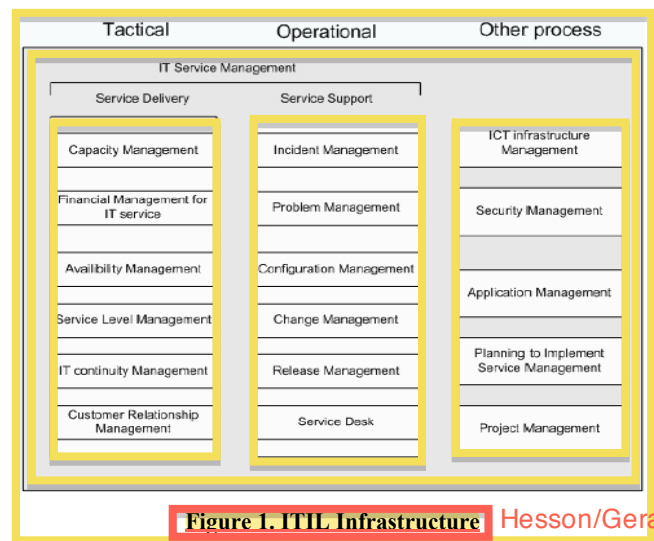 Tactical
Operational
Other process
IT Service Management
Service Delivery
Service Support
Capacity Management
Financial Management for
IT service
Availibility Management
Service Level Management
IT continuity Management
Customer Relationship
Management
Incident Management
Problem Management
Configuration Management
Change Management
Release Management
Service Desk
ICT infrastructure
Management
Security Management
Application Management
Planning to Implement
Service Management
Project Management
Figure 1. ITIL Infrastructure
Hesson/Gera